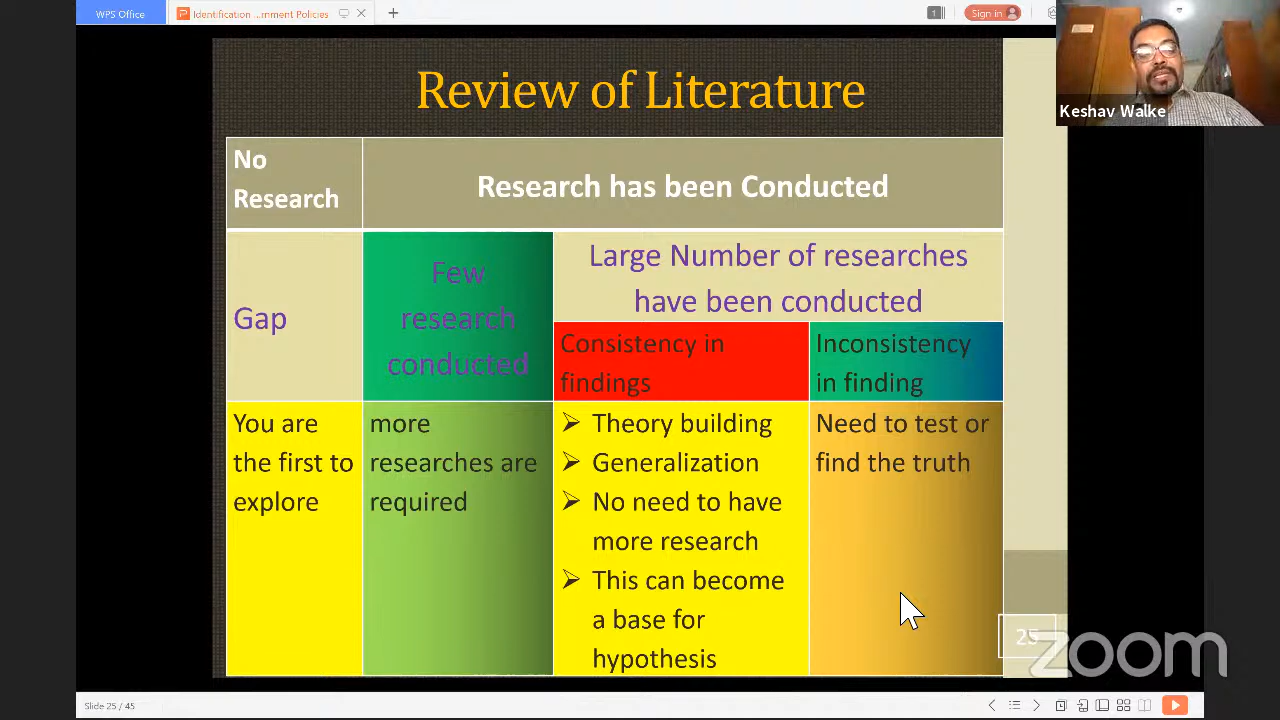 WPS Office
Identification ...rnment Policies
1
Sign in
Keshav Walke
Review of Literature
No
Research
Research has been Conducted
Gap
Few
research
conducted
Large Number of researches
have been conducted
Consistency in
findings
Inconsistency
in finding
You are
the first to
explore
more
researches are
required
➢ Theory building
➢ Generalization
➢ No need to have
more research
➢ This can become
a base for
hypothesis
Need to test or
find the truth
25
zoom
Slide 25 / 45